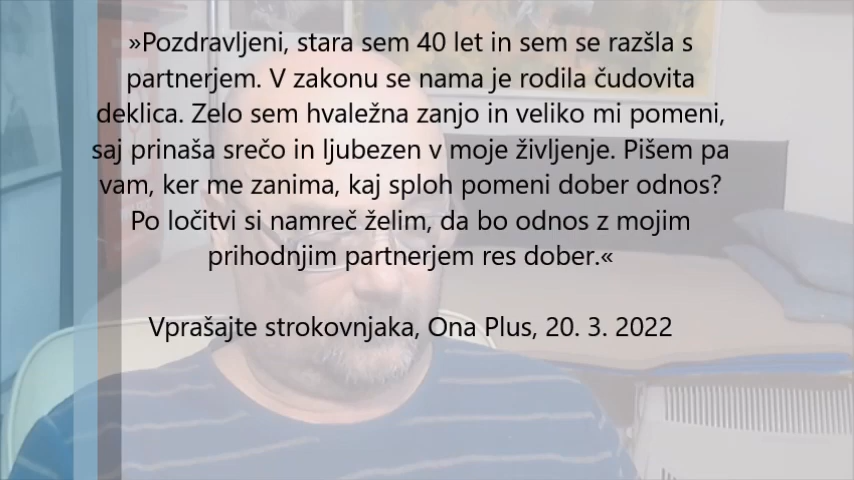 »Pozdravljeni, stara sem 40 let in sem se razšla s
partnerjem. V zakonu se nama je rodila čudovita
deklica. Zelo sem hvaležna zanjo in veliko mi pomeni,
saj prinaša srečo in ljubezen v moje življenje. Pišem pa
vam, ker me zanima, kaj sploh pomeni dober odnos?
Po ločitvi si namreč želim, da bo odnos z mojim
prihodnjim partnerjem res dober.«
Vprašajte strokovnjaka, Ona Plus, 20. 3. 2022